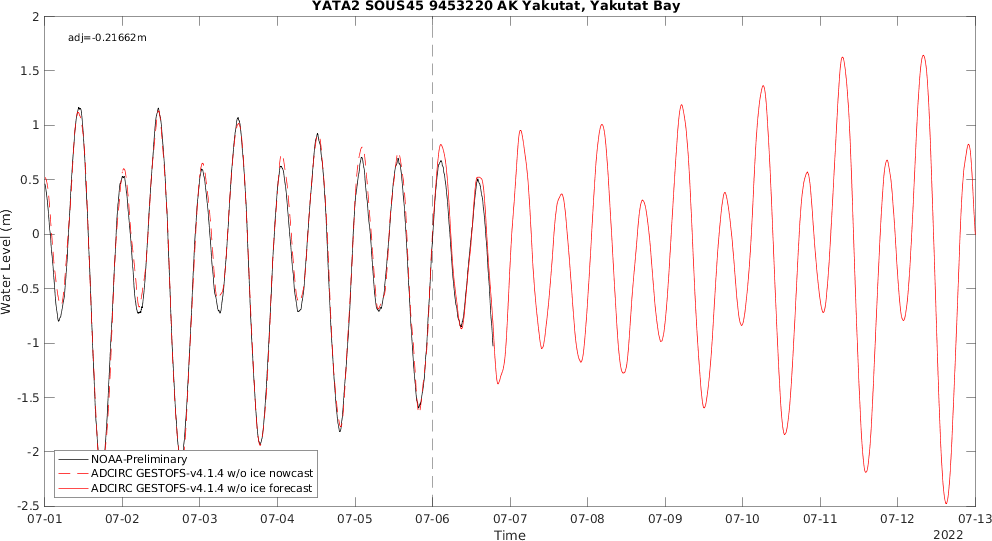 YATA2 SOUS45 9453220 AK Yakutat, Yakutat Bay
adj=-0.21662m
Water Level (m)
2
1.5
1
0.5
0
-0.5
-1
-1.5
-2
-2.5
NOAA-Preliminary
ADCIRC GESTOFS-v4.1.4 w/o ice nowcast
ADCIRC GESTOFS-v4.1.4 w/o ice forecast
07-01 07-02 07-03 07-04 07-05 07-06 07-07 07-08 07-09 07-10 07-11 07-12 07-13
Time
2022